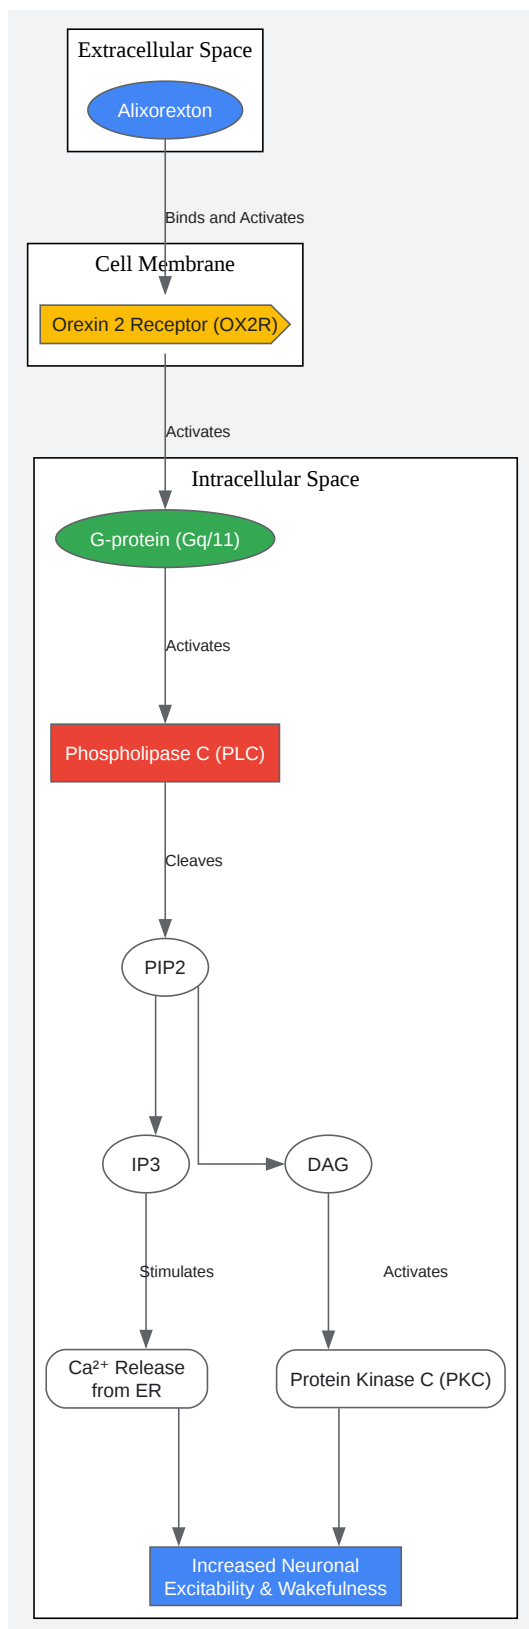 Extracellular Space
Alixorexton
Binds and Activates
Cell Membrane
Orexin 2 Receptor (OX2R)
Activates
Intracellular Space
G-protein (Gq/11)
Activates
Phospholipase C (PLC)
Cleaves
PIP2
IP3
DAG
Stimulates
Activates
Ca²⁺ Release
from ER
Protein Kinase C (PKC)
Increased Neuronal
Excitability & Wakefulness